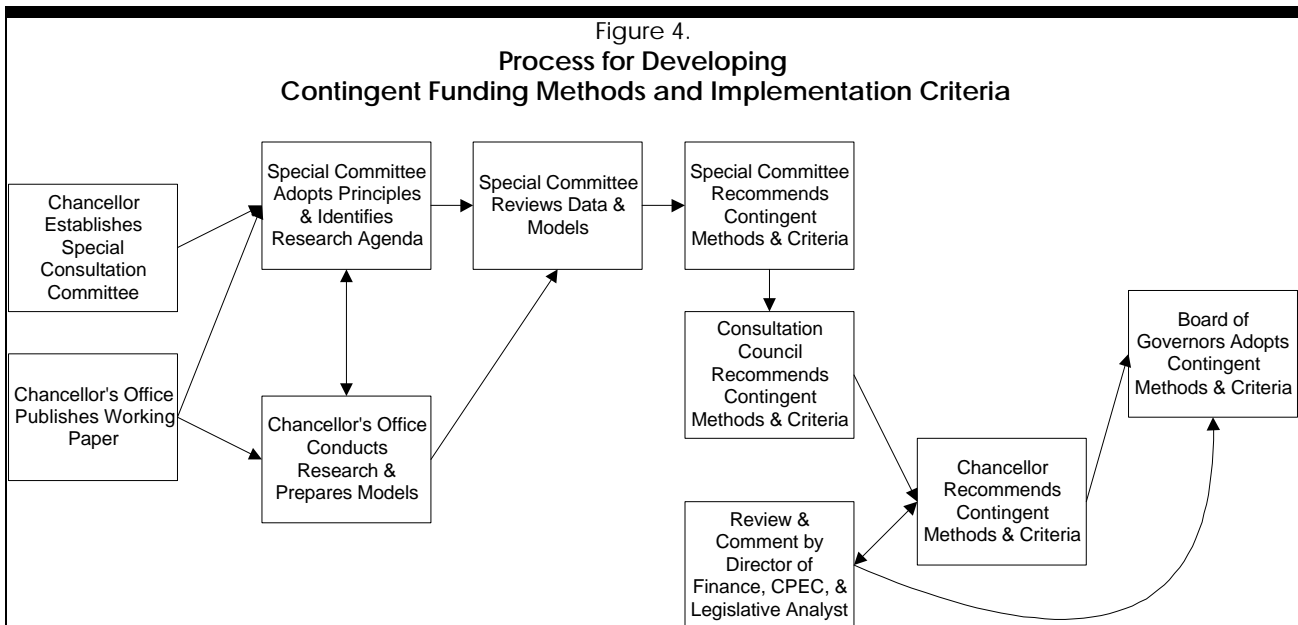 Figure 4.
Process for Developing
Contingent Funding Methods and Implementation Criteria
Chancellor
Establishes
Special
Consultation
Committee
Chancellor's Office
Publishes Working
Paper
Special Committee
Adopts Principles
& Identifies
Research Agenda
Chancellor's Office
Conducts
Research &
Prepares Models
Special Committee
Reviews Data &
Models
Special Committee
Recommends
Contingent
Methods & Criteria
Consultation
Council
Recommends
Contingent
Methods & Criteria
Review &
Comment by
Director of
Finance, CPEC, &
Legislative Analyst
Chancellor
Recommends
Contingent
Methods & Criteria
Board of
Governors Adopts
Contingent
Methods & Criteria